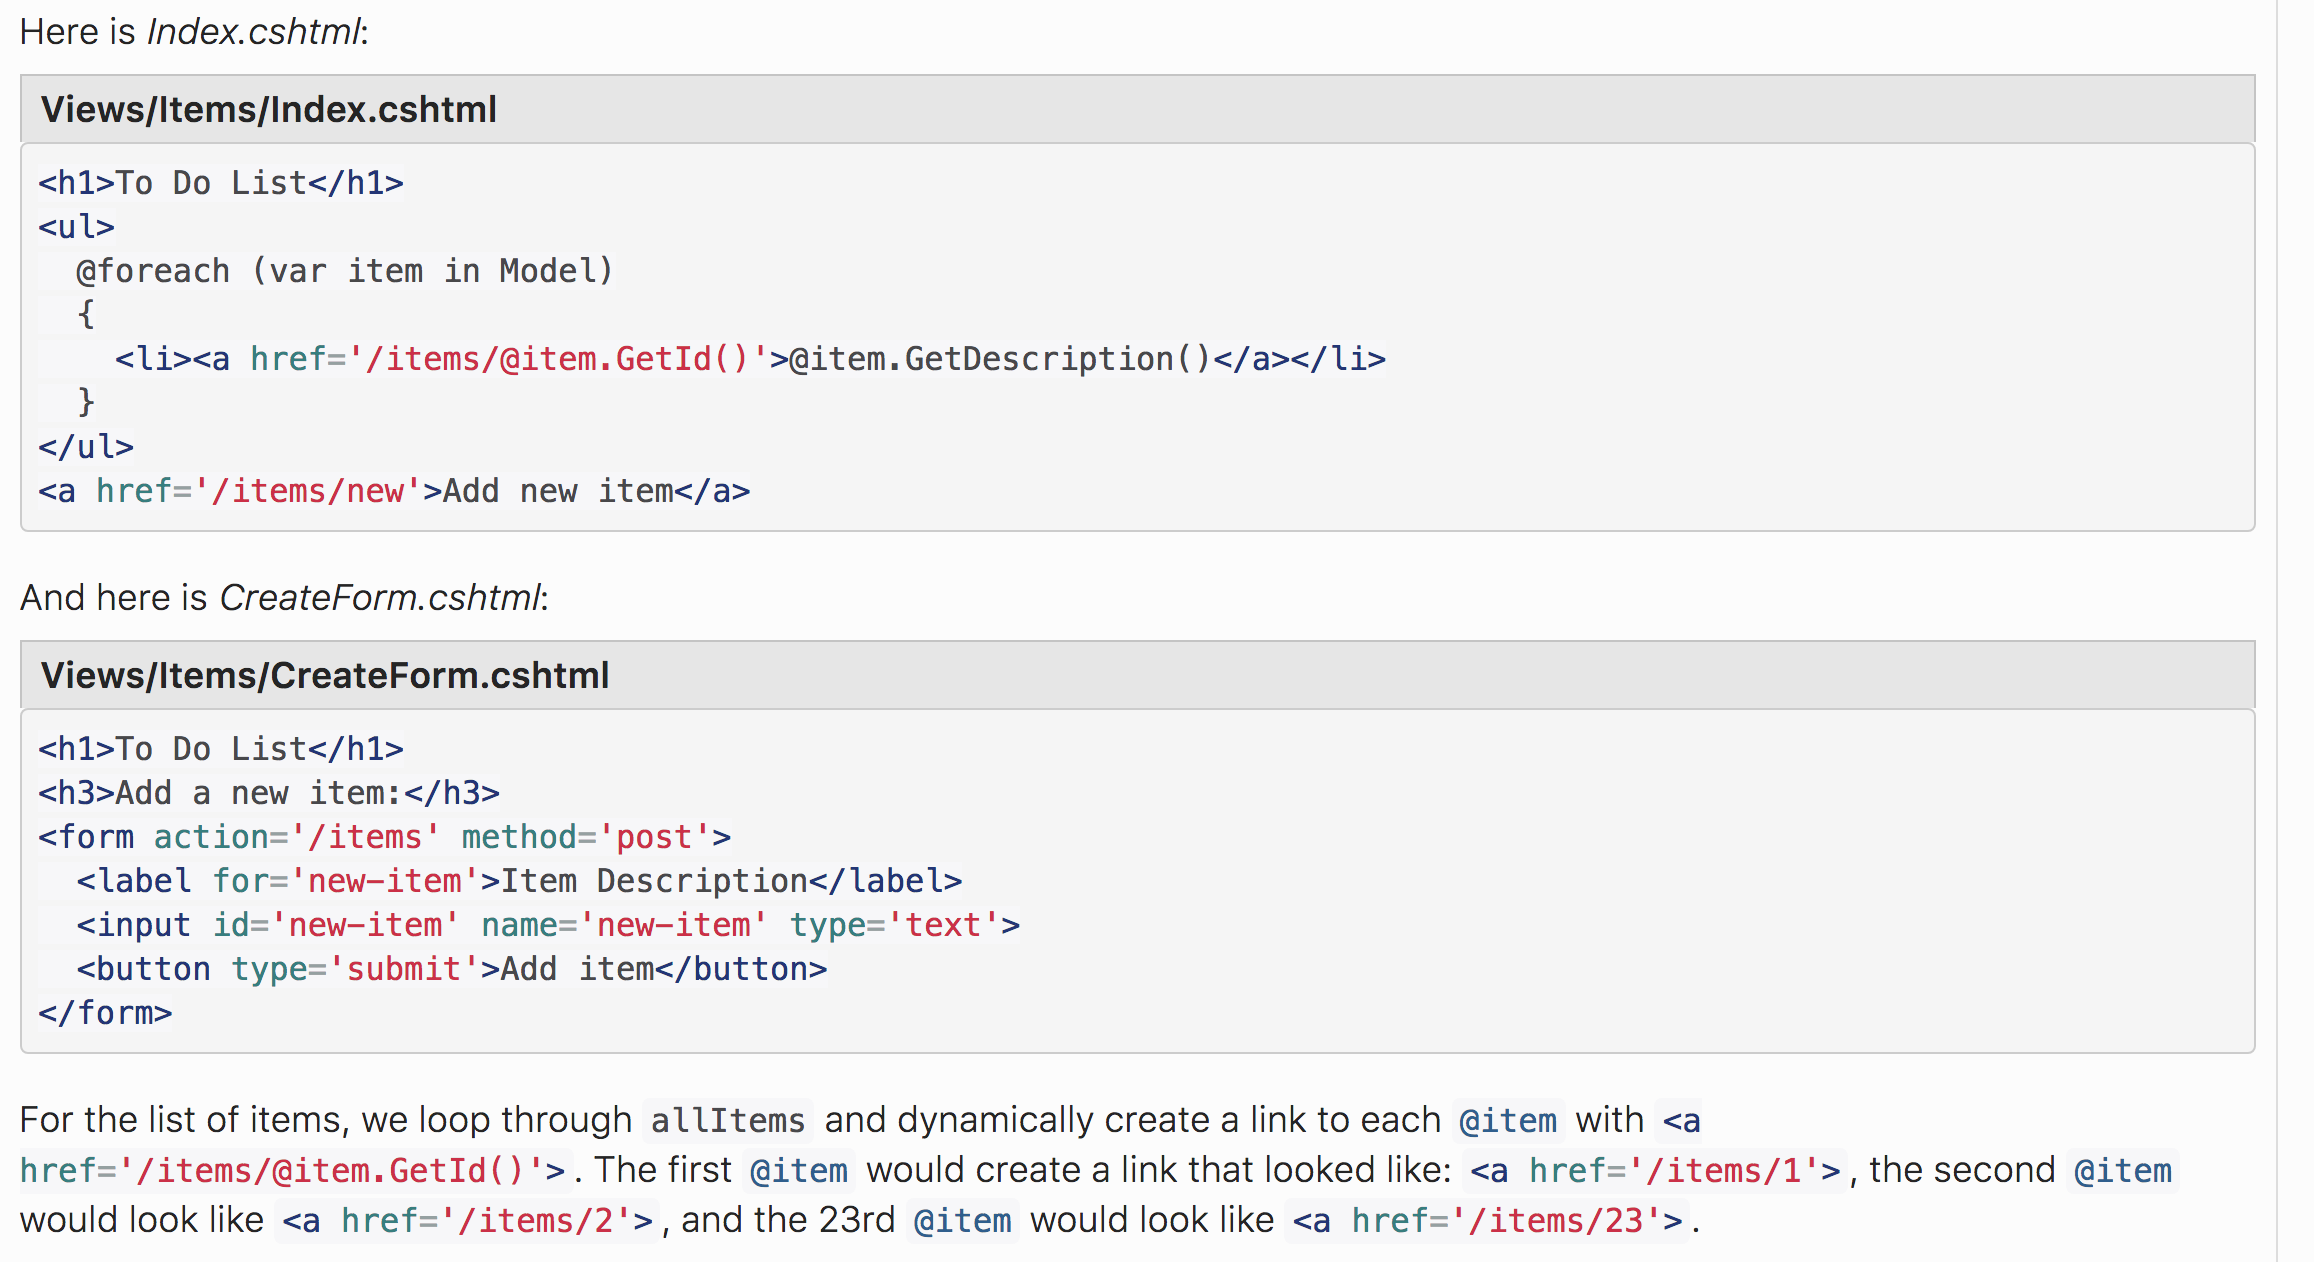 Here is Index.cshtml:
Views/Items/Index.cshtml
<h1>To Do List</h1>
<ul>
  @foreach (var item in Model)
  {
    <li><a href='/items/@item.GetId()'>@item.GetDescription()</a></li>
  }
</ul>
<a href='/items/new'>Add new item</a>
And here is CreateForm.cshtml:
Views/Items/CreateForm.cshtml
<h1>To Do List</h1>
<h3>Add a new item:</h3>
<form action='/items' method='post'>
  <label for='new-item'>Item Description</label>
  <input id='new-item' name='new-item' type='text'>
  <button type='submit'>Add item</button>
</form>
For the list of items, we loop through allItems and dynamically create a link to each @item with <a
href='/items/@item.GetId()'>. The first @item would create a link that looked like: <a href='/items/1'>, the second @item
would look like <a href='/items/2'>, and the 23rd @item would look like <a href='/items/23'>.